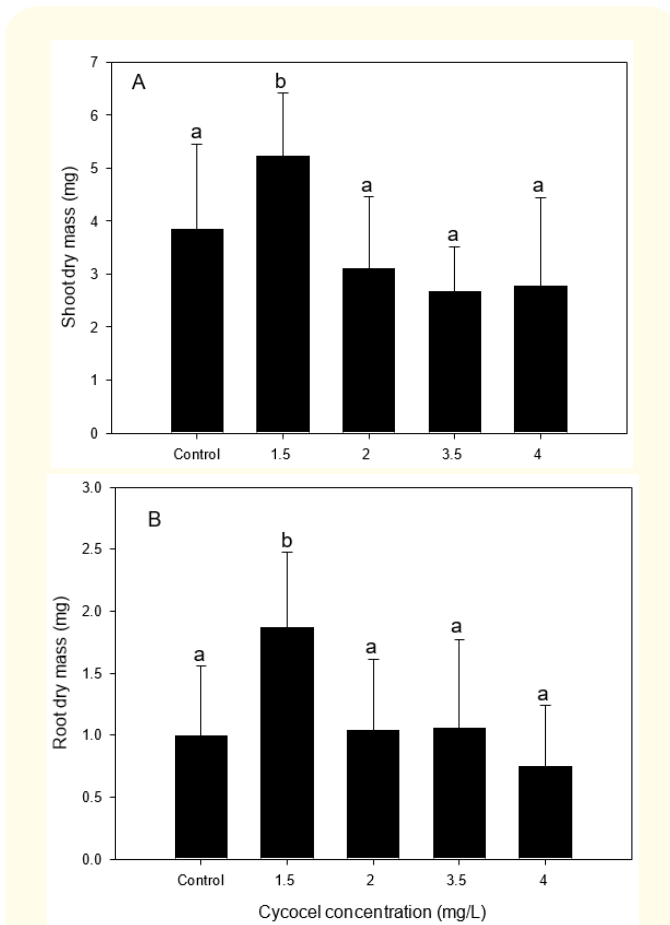 A
Shoot dry mass (mg)
7
6
5
4
3
2
1
0
a
b
a
a
a
Control 1.5 2 3.5 4
B
Root dry mass (mg)
3.0
2.5
2.0
1.5
1.0
0.5
0.0
a
b
a
a
a
Control 1.5 2 3.5 4
Cycocel concentration (mg/L)